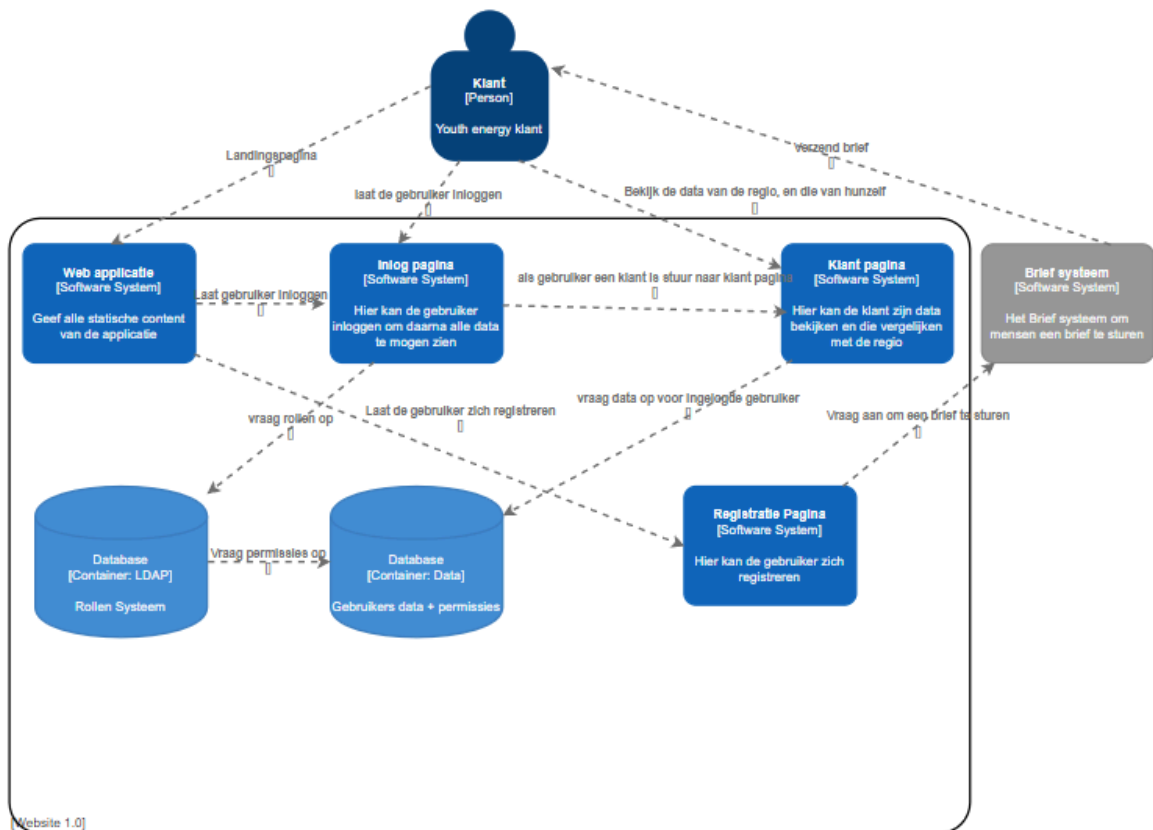 Klant
[Person]
Youth energy klant
Landingspagina
Verzend brief
laat de gebruiker inloggen
Bekijk de data van de regio, en die van hunzelf
Web applicatie
[Software System]
Geef alle statische content
van de applicatie
Laat gebruiker inloggen
Inlog pagina
[Software System]
Hier kan de gebruiker
inloggen om daarna alle data
te mogen zien
als gebruiker een klant is stuur naar klant pagina
Klant pagina
[Software System]
Hier kan de klant zijn data
bekijken en die vergelijken
met de regio
Brief systeem
[Software System]
Het Brief systeem om
mensen een brief te sturen
vraag rollen op
Laat de gebruiker zich registreren
vraag data op voor ingelogde gebruiker
Vraag aan om een brief te sturen
Database
[Container: LDAP]
Rollen Systeem
Vraag permissies op
Database
[Container: Data]
Gebruikers data + permissies
Registratie Pagina
[Software System]
Hier kan de gebruiker zich
registreren
[Website 1.0]